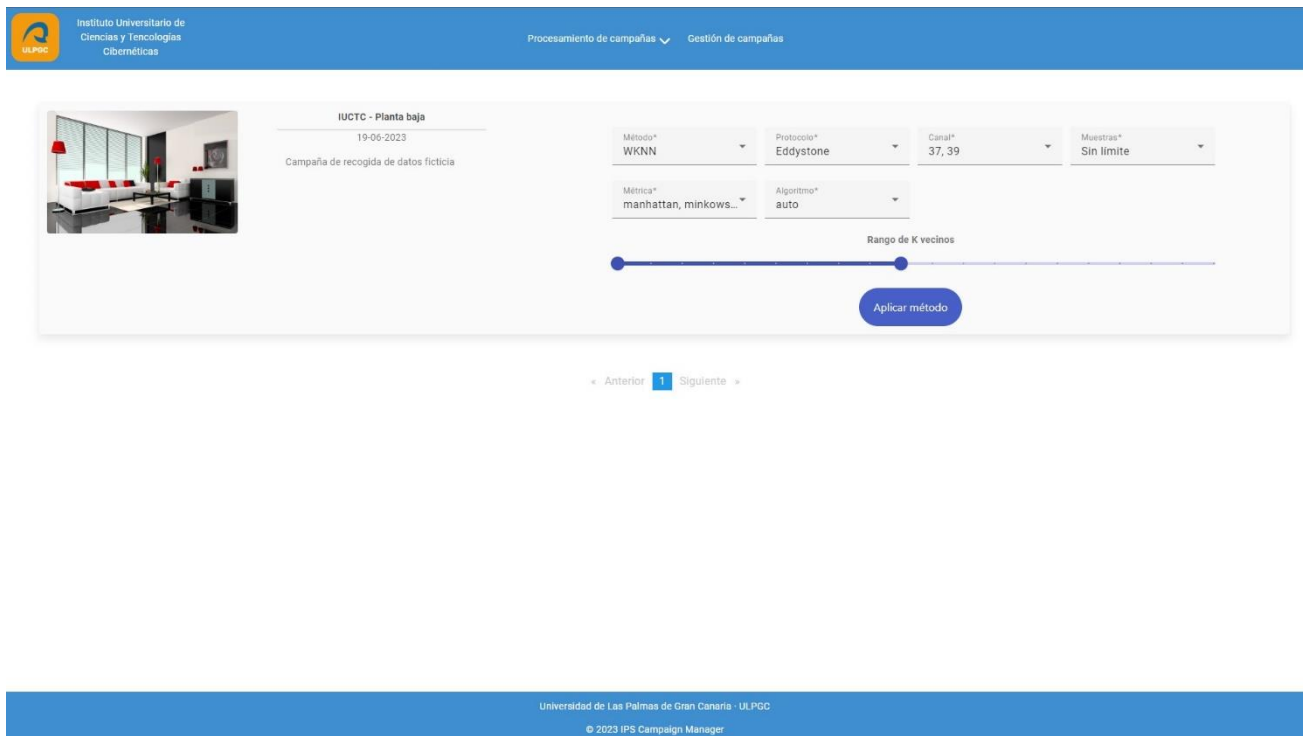 ULPGC
Instituto Universitario de
Ciencias y Tencologías
Cibernéticas
Procesamiento de campañas
Gestión de campañas
IUCTC - Planta baja
19-06-2023
Campaña de recogida de datos ficticia
Método*
WKNN
Protocolo*
Eddystone
Canal*
37, 39
Muestras*
Sin límite
Métrica*
manhattan, minkows...
Algoritmo*
auto
Rango de K vecinos
Aplicar método
« Anterior 1 Siguiente »
Universidad de Las Palmas de Gran Canaria · ULPGC
© 2023 IPS Campaign Manager